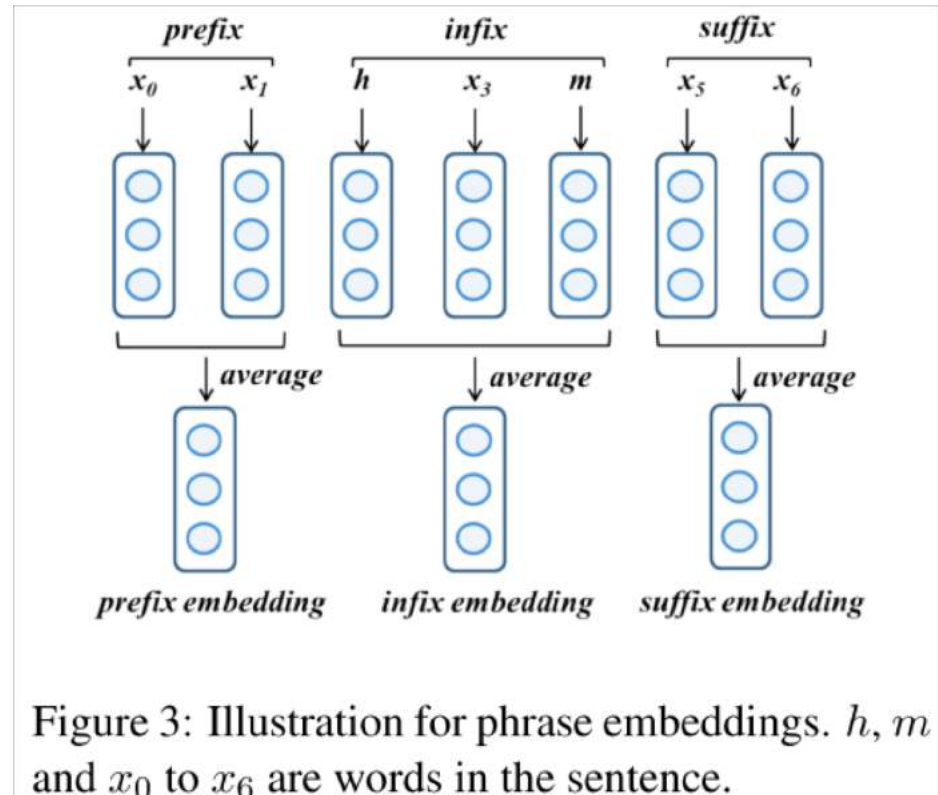 prefix infix suffix
x₀ x₁ h x₃ m x₅ x₆
average average average
prefix embedding infix embedding suffix embedding
Figure 3: Illustration for phrase embeddings. h, m
and x₀ to x₆ are words in the sentence.